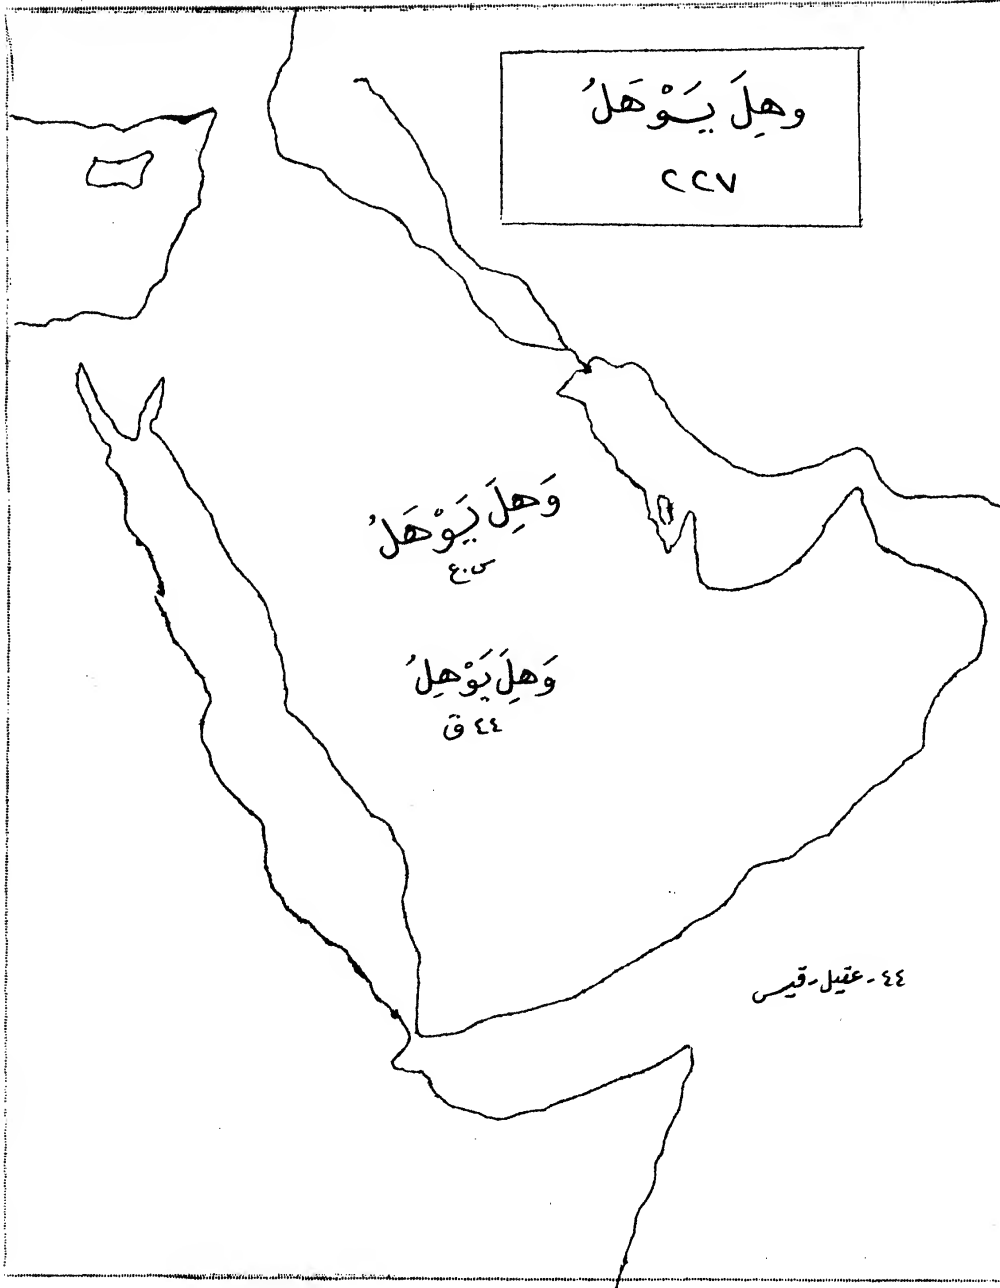 وهِلَ يَوْهَلُ
٢٢٧
وَهِلَ يَوْهَلُ
س.ع
وَهِلَ يَوْهِلُ
٤٤ ق
٤٤ - عقيل - قيس